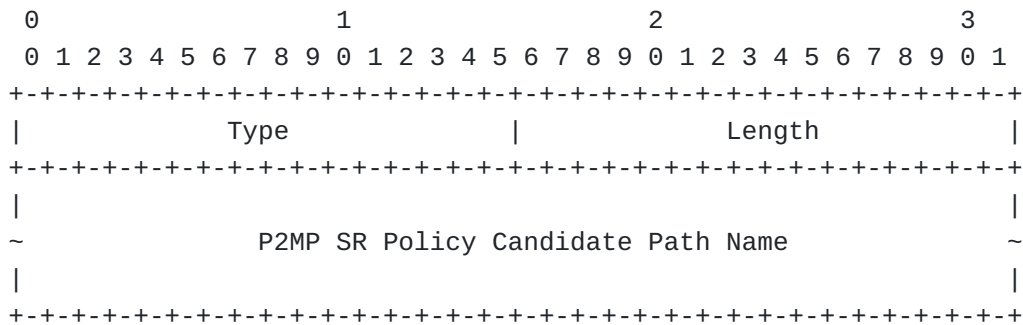 0                   1                   2                   3
 0 1 2 3 4 5 6 7 8 9 0 1 2 3 4 5 6 7 8 9 0 1 2 3 4 5 6 7 8 9 0 1
+-+-+-+-+-+-+-+-+-+-+-+-+-+-+-+-+-+-+-+-+-+-+-+-+-+-+-+-+-+-+-+-+
|             Type              |             Length            |
+-+-+-+-+-+-+-+-+-+-+-+-+-+-+-+-+-+-+-+-+-+-+-+-+-+-+-+-+-+-+-+-+
|                                                               |
~               P2MP SR Policy Candidate Path Name              ~
|                                                               |
+-+-+-+-+-+-+-+-+-+-+-+-+-+-+-+-+-+-+-+-+-+-+-+-+-+-+-+-+-+-+-+-+